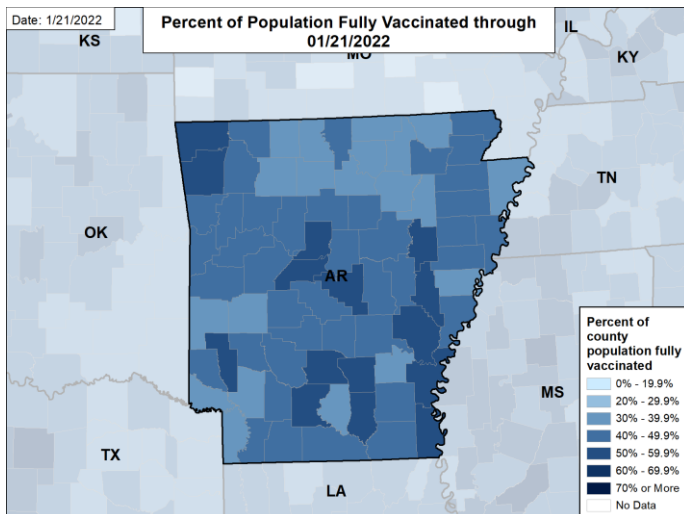 Date: 1/21/2022
Percent of Population Fully Vaccinated through
01/21/2022
KS
MO
IL
KY
OK
AR
TN
TX
LA
MS
Percent of
county
population fully
vaccinated
0% - 19.9%
20% - 29.9%
30% - 39.9%
40% - 49.9%
50% - 59.9%
60% - 69.9%
70% or More
No Data